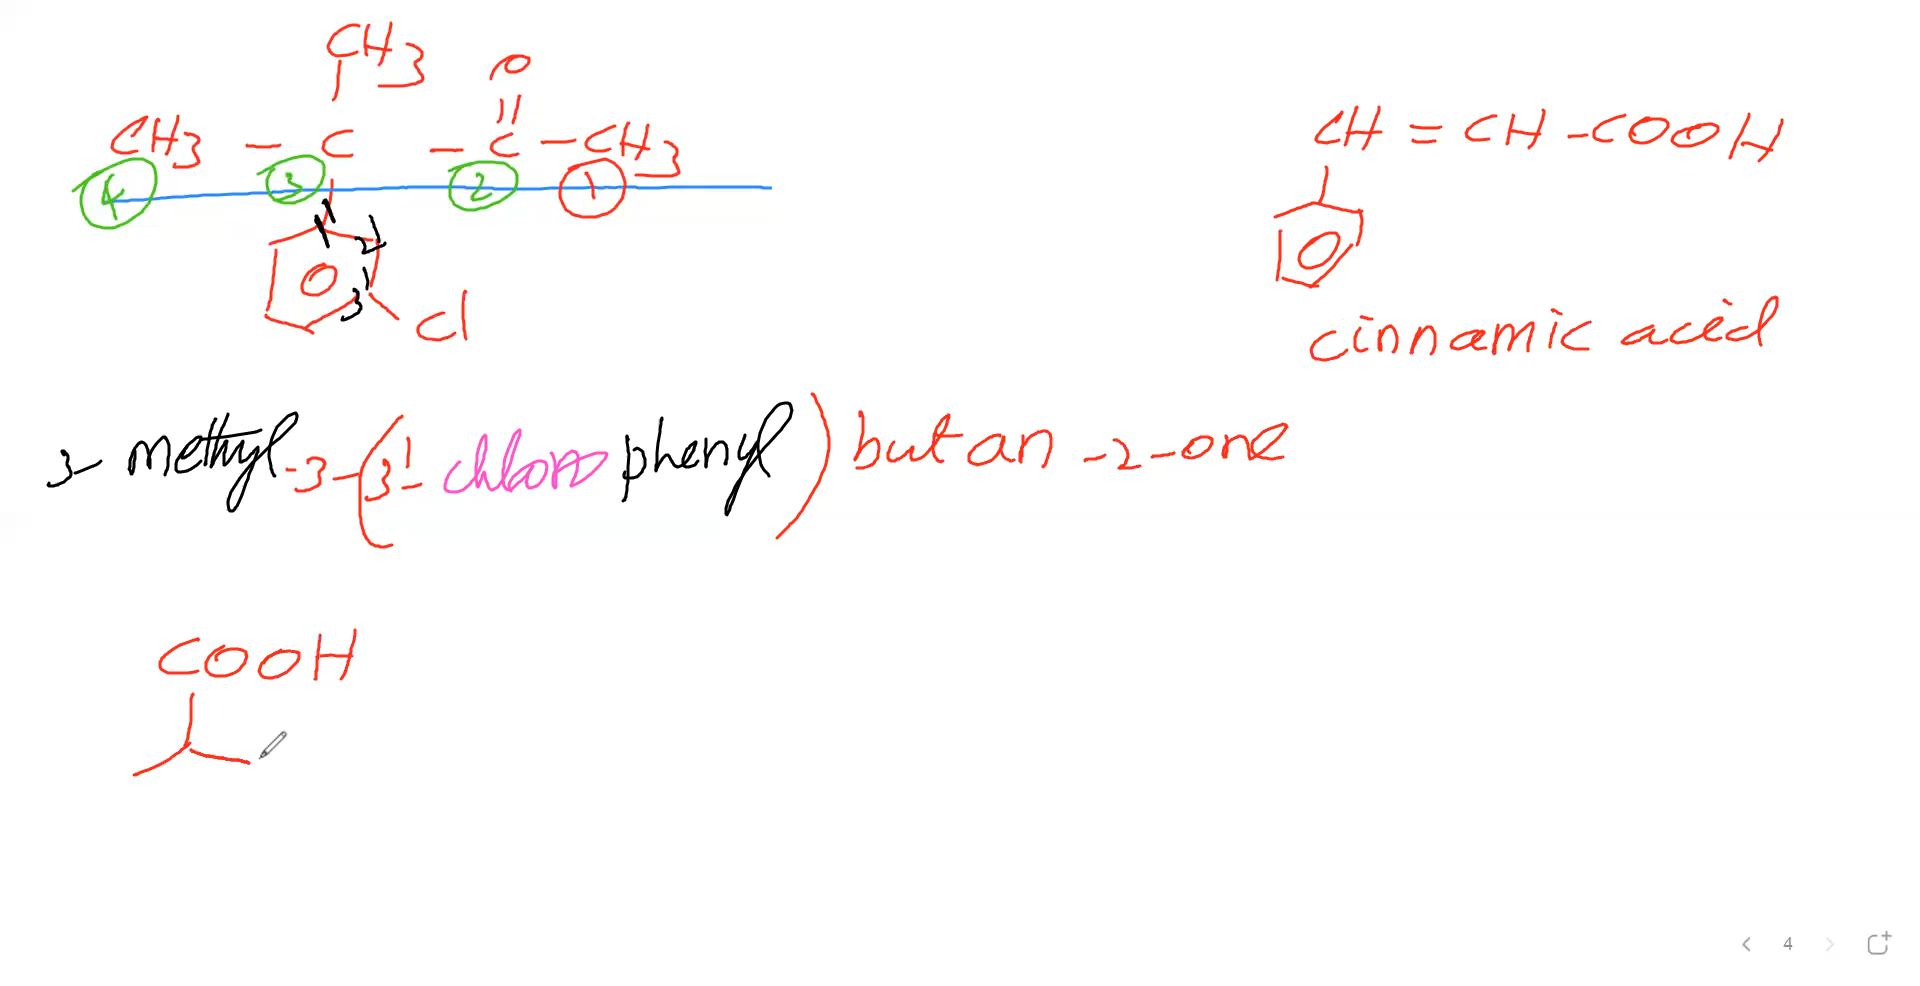 CH3
O
CH3 - C - C - CH3
4 3 2 1
1' 2' 3'
Cl
CH = CH - COOH
cinnamic acid
3- methyl -3-(3'- chloro phenyl) butan -2-one
COOH
4